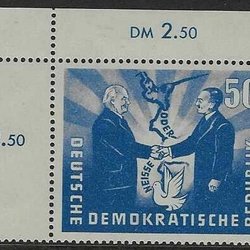 DM 2.50
.50
50
ODER
NEISSE
DEUTSCHE
DEMOKRATISCHE
REPUBLIK